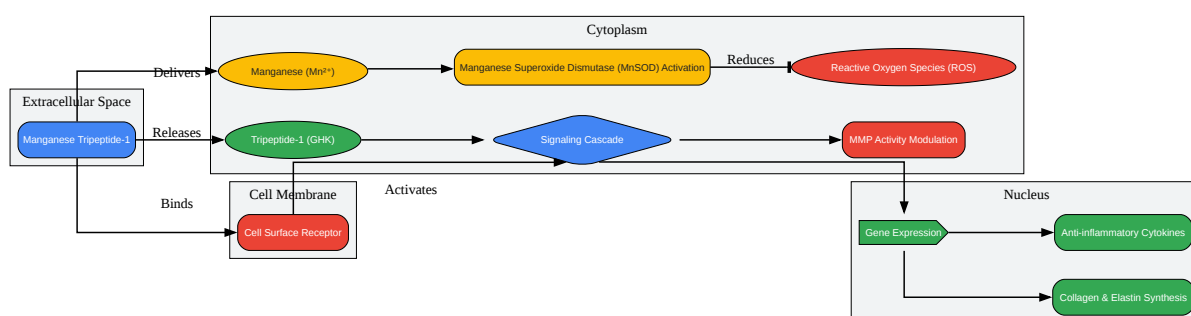 Cytoplasm
Delivers
Manganese (Mn²⁺)
Manganese Superoxide Dismutase (MnSOD) Activation
Reduces
Reactive Oxygen Species (ROS)
Extracellular Space
Manganese Tripeptide-1
Releases
Tripeptide-1 (GHK)
Signaling Cascade
MMP Activity Modulation
Binds
Cell Membrane
Cell Surface Receptor
Activates
Nucleus
Gene Expression
Anti-inflammatory Cytokines
Collagen & Elastin Synthesis